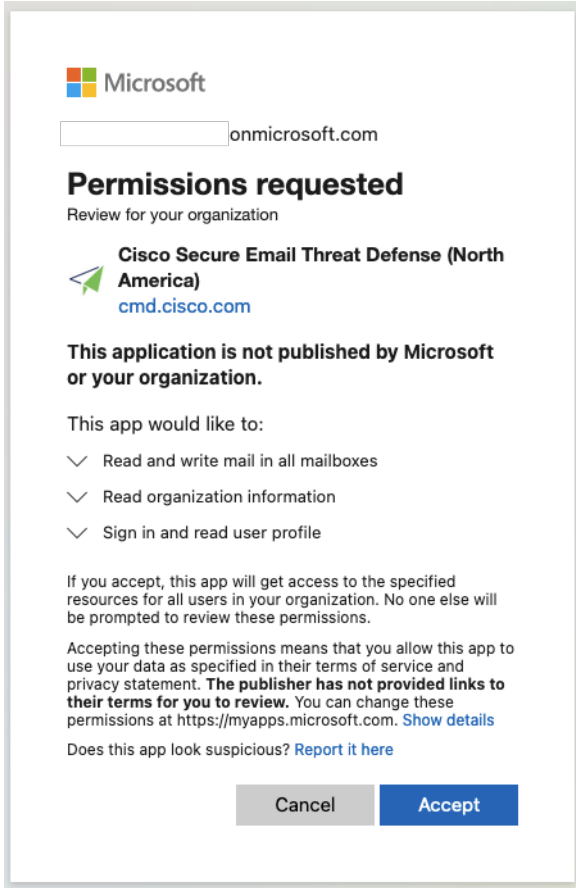 Microsoft
onmicrosoft.com
Permissions requested
Review for your organization
Cisco Secure Email Threat Defense (North
America)
cmd.cisco.com
This application is not published by Microsoft
or your organization.
This app would like to:
Read and write mail in all mailboxes
Read organization information
Sign in and read user profile
If you accept, this app will get access to the specified
resources for all users in your organization. No one else will
be prompted to review these permissions.
Accepting these permissions means that you allow this app to
use your data as specified in their terms of service and
privacy statement. The publisher has not provided links to
their terms for you to review. You can change these
permissions at https://myapps.microsoft.com. Show details
Does this app look suspicious? Report it here
Cancel
Accept